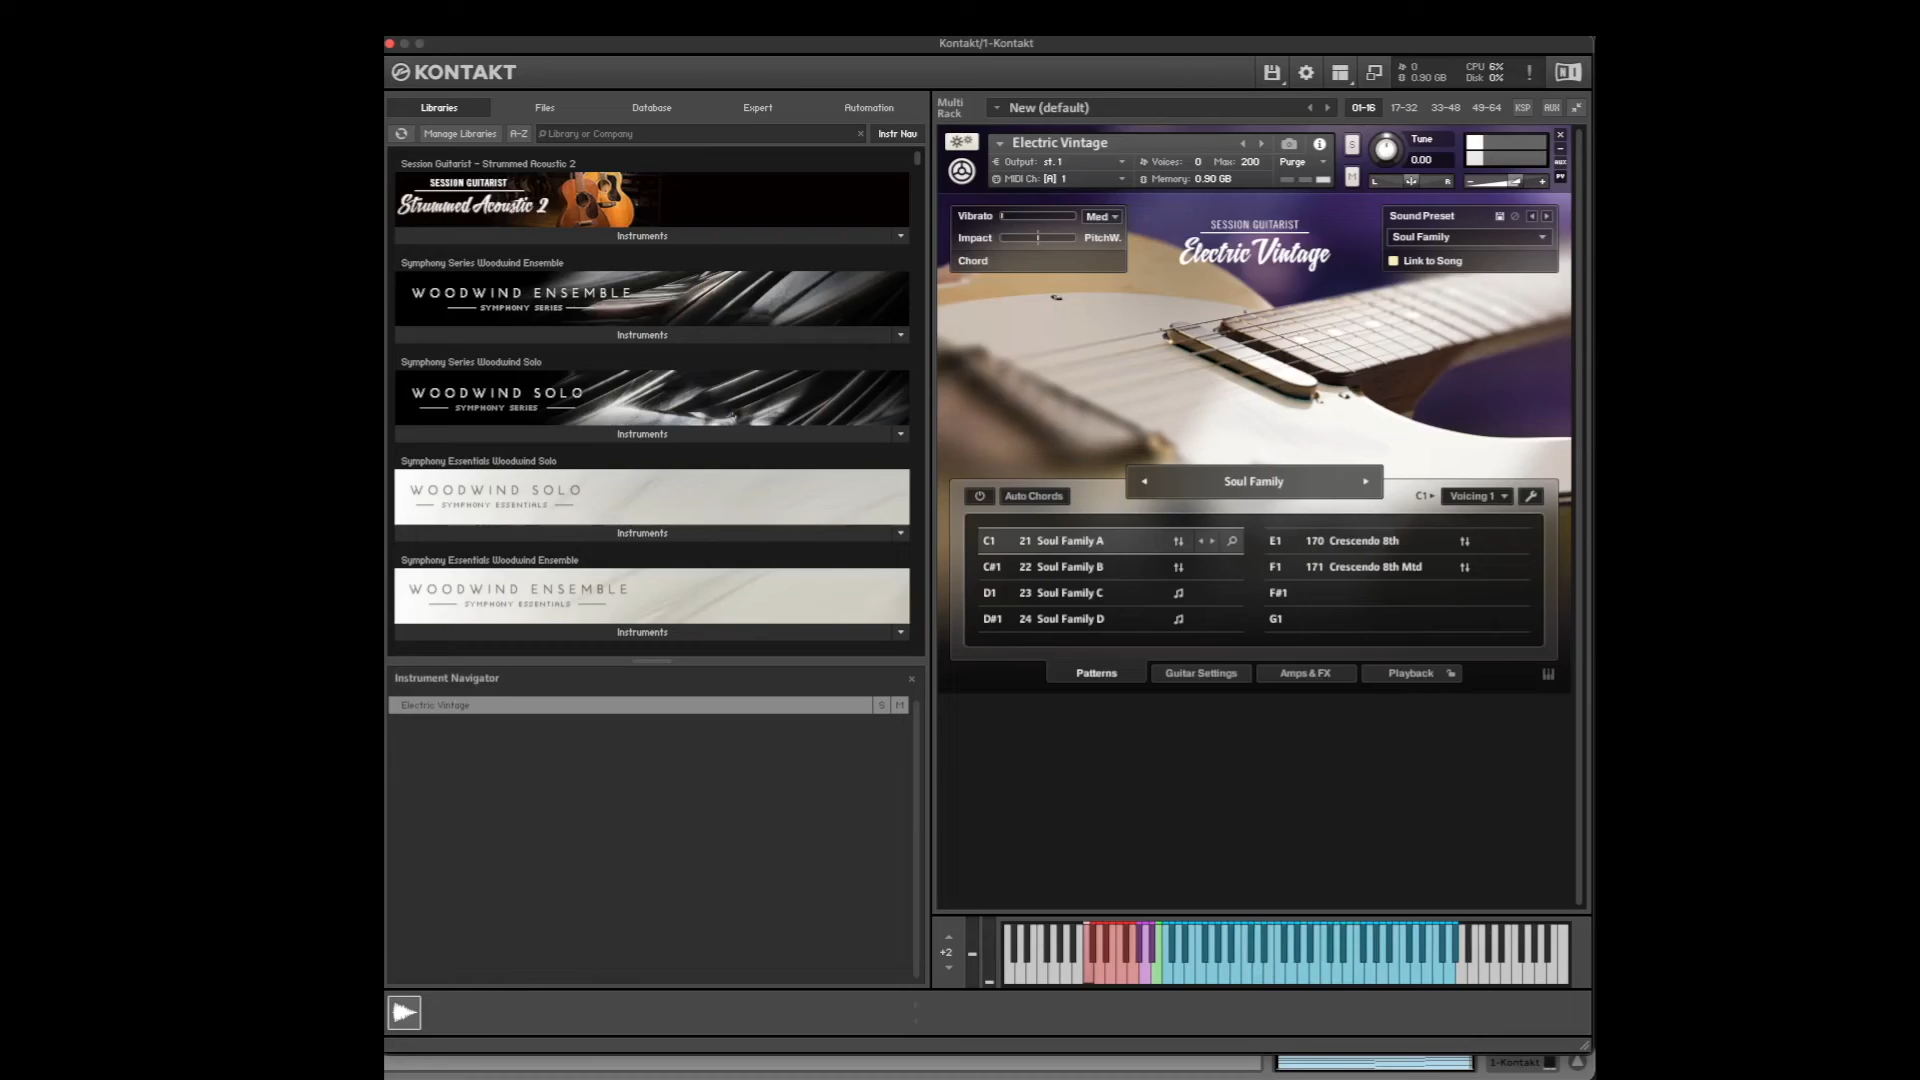 Kontakt/1-Kontakt
KONTAKT
0
0.90 GB
CPU 6%
Disk 0%
!
Libraries
Files
Database
Expert
Automation
Multi
Rack
New (default)
01-16
17-32
33-48
49-64
KSP
AUX
Manage Libraries
A-Z
Library or Company
Instr Nav
Electric Vintage
Output: st.1
Voices: 0 Max: 200
Purge
MIDI Ch: [A] 1
Memory: 0.90 GB
S
M
Tune
0.00
L
R
AUX
PV
Session Guitarist - Strummed Acoustic 2
SESSION GUITARIST
Strummed Acoustic 2
Instruments
Symphony Series Woodwind Ensemble
WOODWIND ENSEMBLE
SYMPHONY SERIES
Instruments
Symphony Series Woodwind Solo
WOODWIND SOLO
SYMPHONY SERIES
Instruments
Symphony Essentials Woodwind Solo
WOODWIND SOLO
SYMPHONY ESSENTIALS
Instruments
Symphony Essentials Woodwind Ensemble
WOODWIND ENSEMBLE
SYMPHONY ESSENTIALS
Instruments
Vibrato
Med
Impact
PitchW.
Chord
SESSION GUITARIST
Electric Vintage
Sound Preset
Soul Family
Link to Song
Soul Family
Auto Chords
C1
Voicing 1
C1 21 Soul Family A
C#1 22 Soul Family B
D1 23 Soul Family C
D#1 24 Soul Family D
E1 170 Crescendo 8th
F1 171 Crescendo 8th Mtd
F#1
G1
Patterns
Guitar Settings
Amps & FX
Playback
Instrument Navigator
Electric Vintage
S
M
+2
1-Kontakt